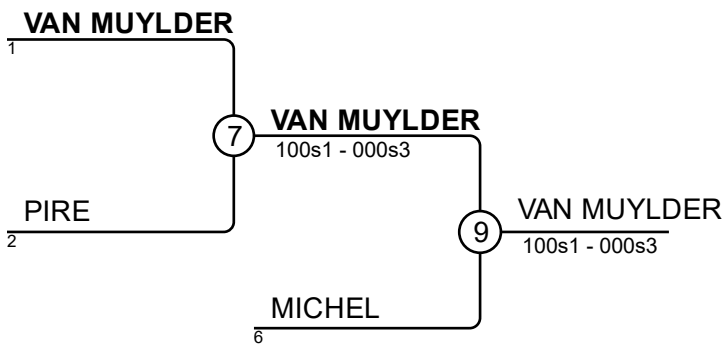 VAN MUYLDER
1
7
VAN MUYLDER
100s1 - 000s3
PIRE
2
9
VAN MUYLDER
100s1 - 000s3
MICHEL
6